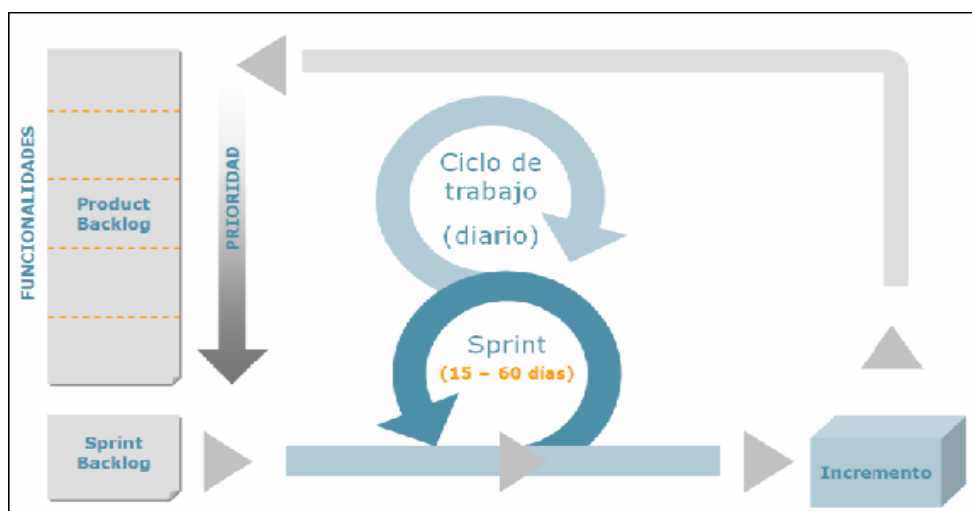 FUNCIONALIDADES
Product
Backlog
PRIORIDAD
Ciclo de
trabajo
(diario)
Sprint
(15 – 60 días)
Sprint
Backlog
Incremento